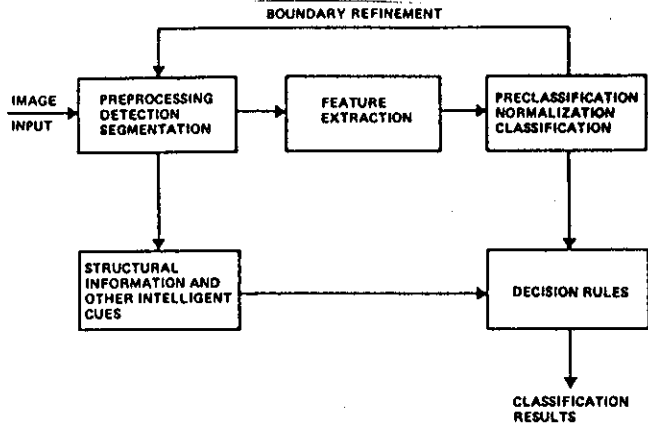 BOUNDARY REFINEMENT
IMAGE
INPUT
PREPROCESSING
DETECTION
SEGMENTATION
FEATURE
EXTRACTION
PRECLASSIFICATION
NORMALIZATION
CLASSIFICATION
STRUCTURAL
INFORMATION AND
OTHER INTELLIGENT
CUES
DECISION RULES
CLASSIFICATION
RESULTS